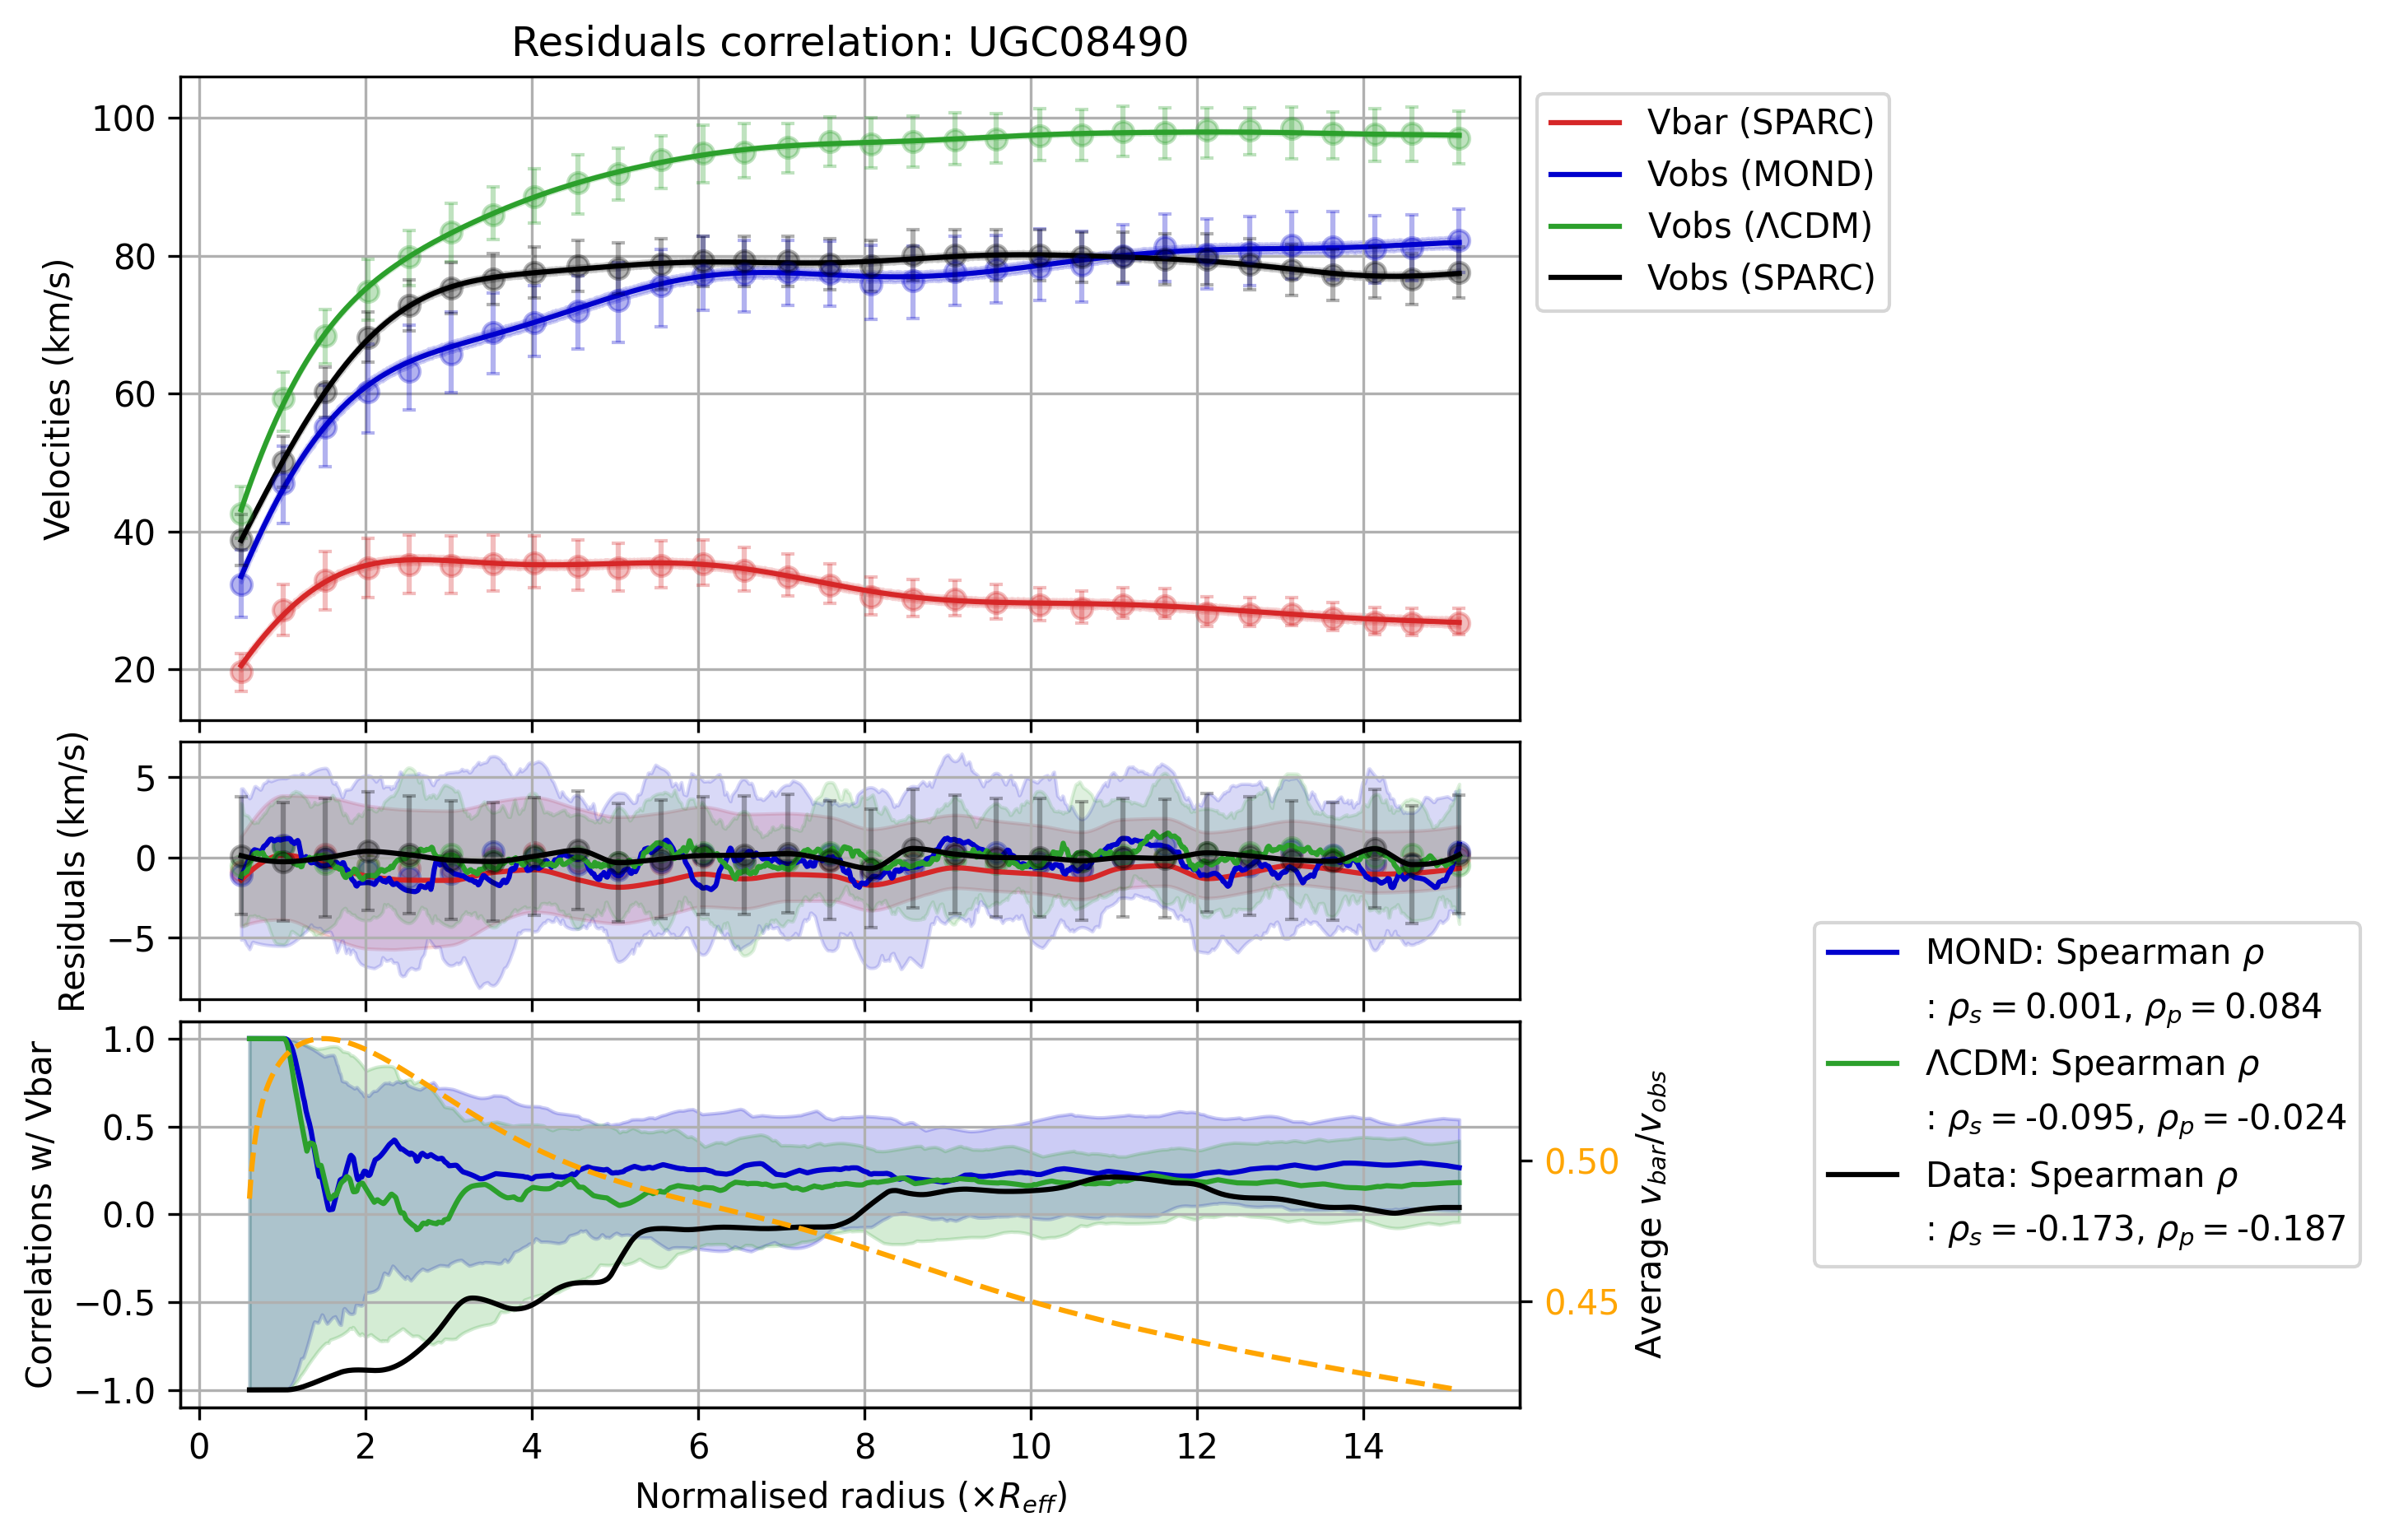 Residuals correlation: UGC08490
Velocities (km/s)
100
80
60
40
20
Vbar (SPARC)
Vobs (MOND)
Vobs (ΛCDM)
Vobs (SPARC)
Residuals (km/s)
5
0
−5
Correlations w/ Vbar
1.0
0.5
0.0
−0.5
−1.0
0.50
0.45
Average v_bar/v_obs
MOND: Spearman ρ
: ρ_s = 0.001, ρ_p = 0.084
ΛCDM: Spearman ρ
: ρ_s = -0.095, ρ_p = -0.024
Data: Spearman ρ
: ρ_s = -0.173, ρ_p = -0.187
0 2 4 6 8 10 12 14
Normalised radius (×R_eff)